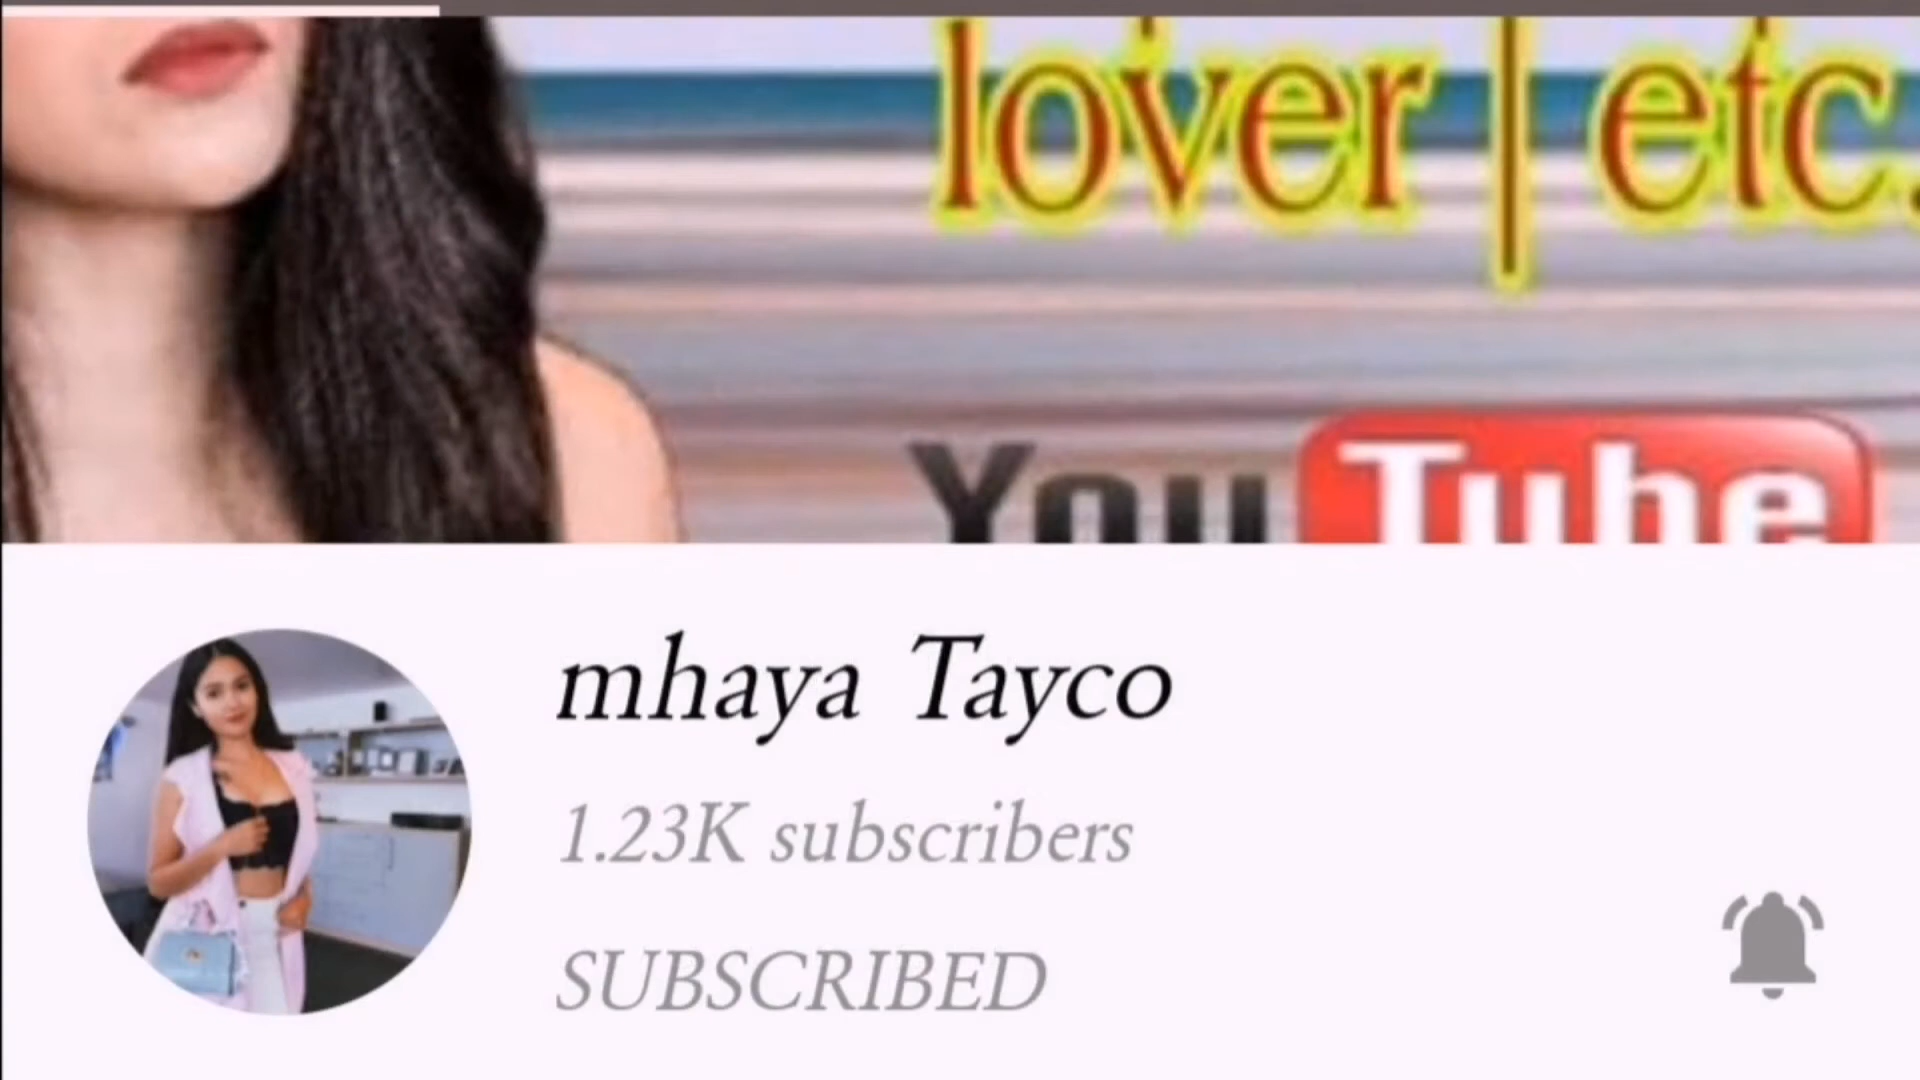 lover | etc.
YouTube
mhaya Tayco
1.23K subscribers
SUBSCRIBED